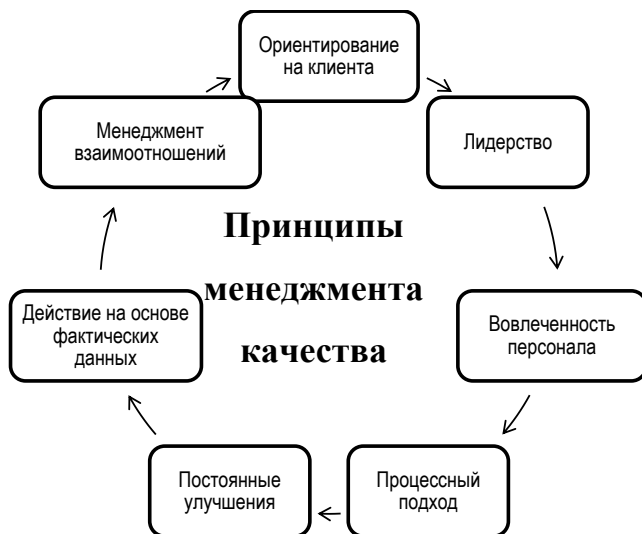 Ориентирование
на клиента
Лидерство
Вовлеченность
персонала
Процессный
подход
Постоянные
улучшения
Действие на основе
фактических
данных
Менеджмент
взаимоотношений
Принципы
менеджмента
качества